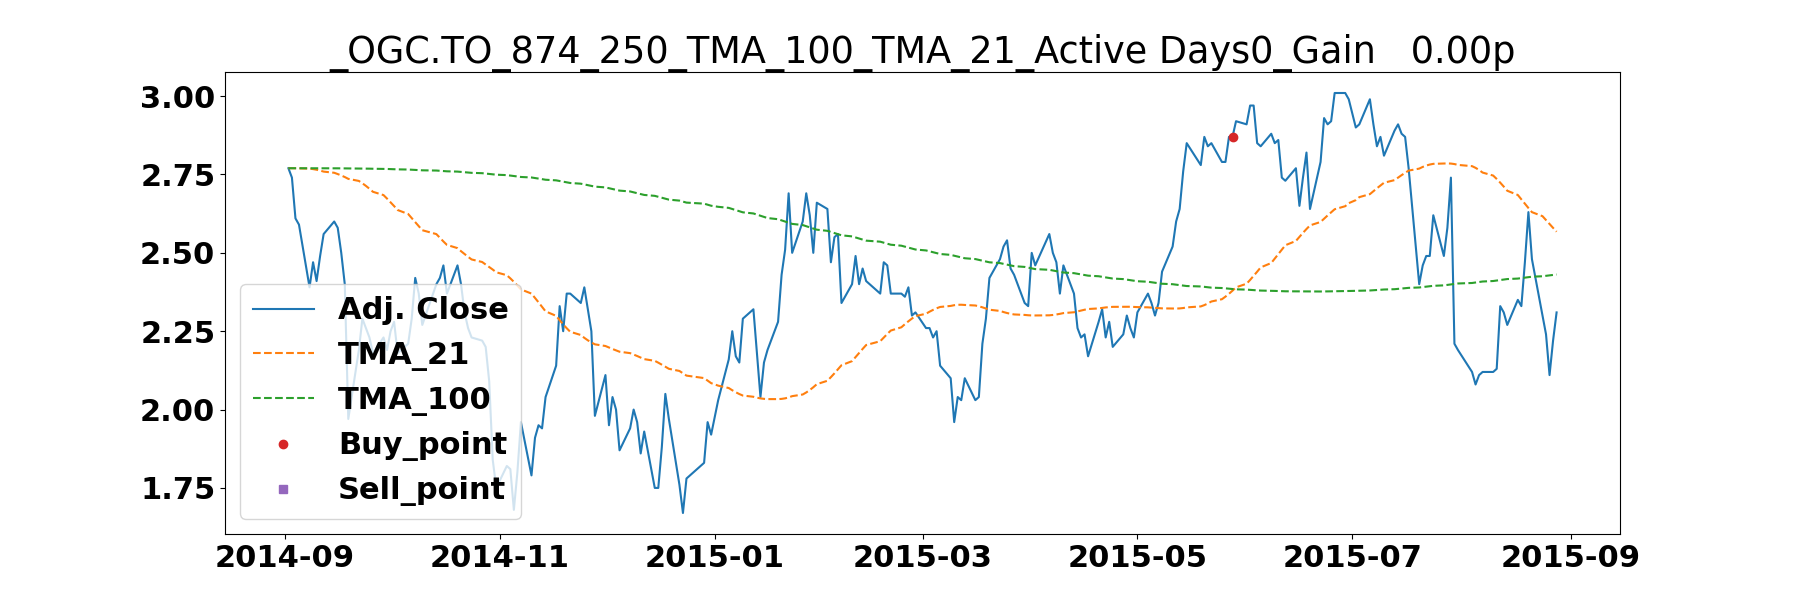 _OGC.TO_874_250_TMA_100_TMA_21_Active Days0_Gain   0.00p
3.00
2.75
2.50
2.25
2.00
1.75
Adj. Close
TMA_21
TMA_100
Buy_point
Sell_point
2014-09 2014-11 2015-01 2015-03 2015-05 2015-07 2015-09